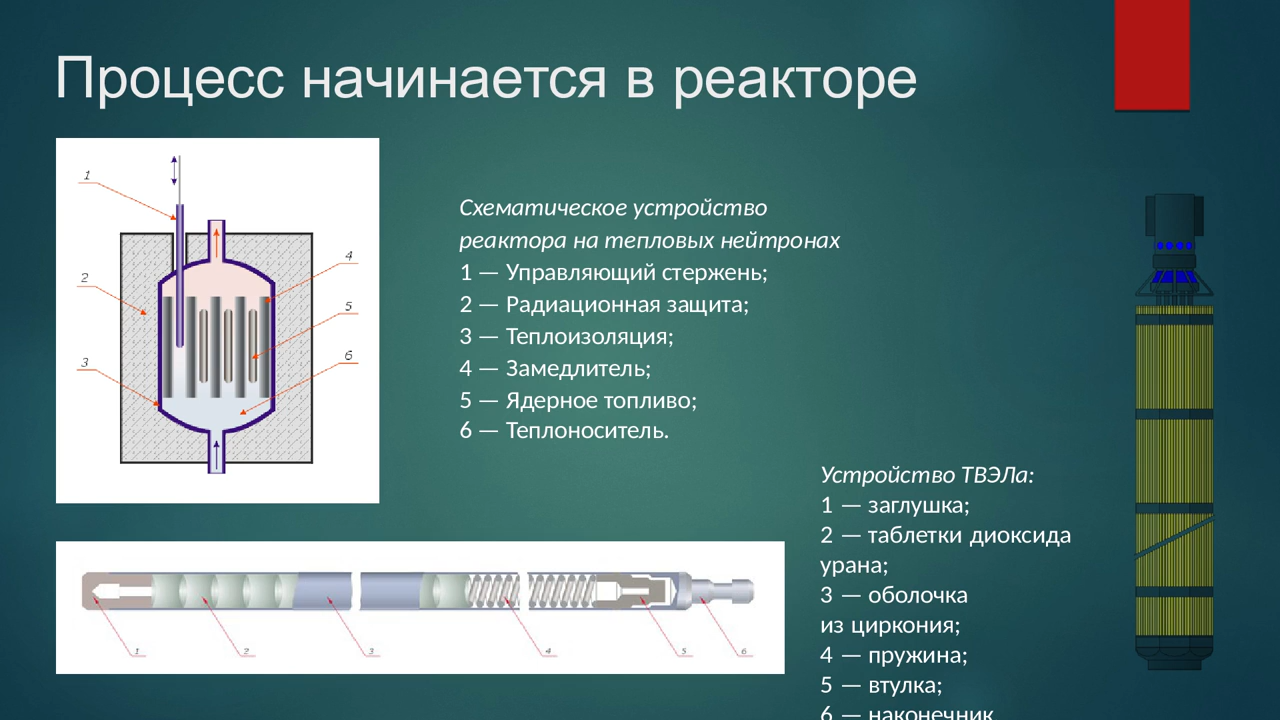 Процесс начинается в реакторе
1
2
3
4
5
6
Схематическое устройство
реактора на тепловых нейтронах
1 — Управляющий стержень;
2 — Радиационная защита;
3 — Теплоизоляция;
4 — Замедлитель;
5 — Ядерное топливо;
6 — Теплоноситель.
1
2
3
4
5
6
Устройство ТВЭЛа:
1 — заглушка;
2 — таблетки диоксида
урана;
3 — оболочка
из циркония;
4 — пружина;
5 — втулка;
6 — наконечник